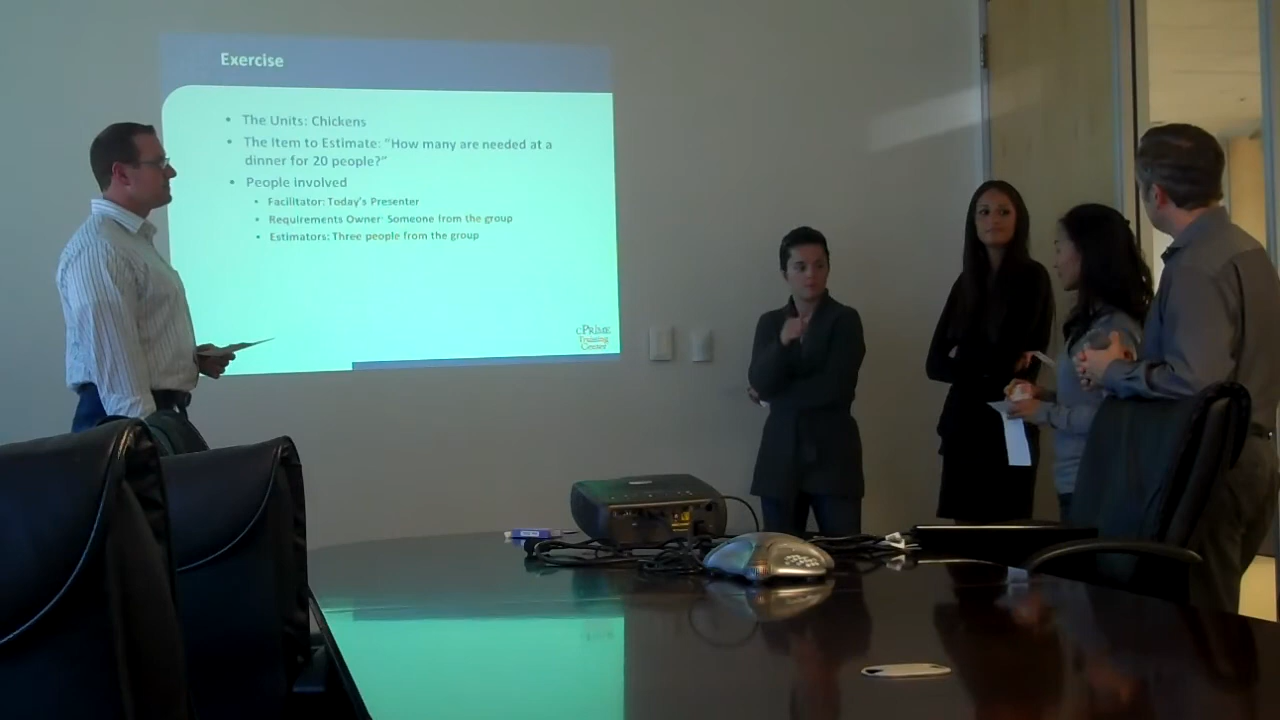 Exercise
• The Units: Chickens
• The Item to Estimate: “How many are needed at a
dinner for 20 people?”
• People involved
• Facilitator: Today's Presenter
• Requirements Owner: Someone from the group
• Estimators: Three people from the group
cPRIME
Training
Center